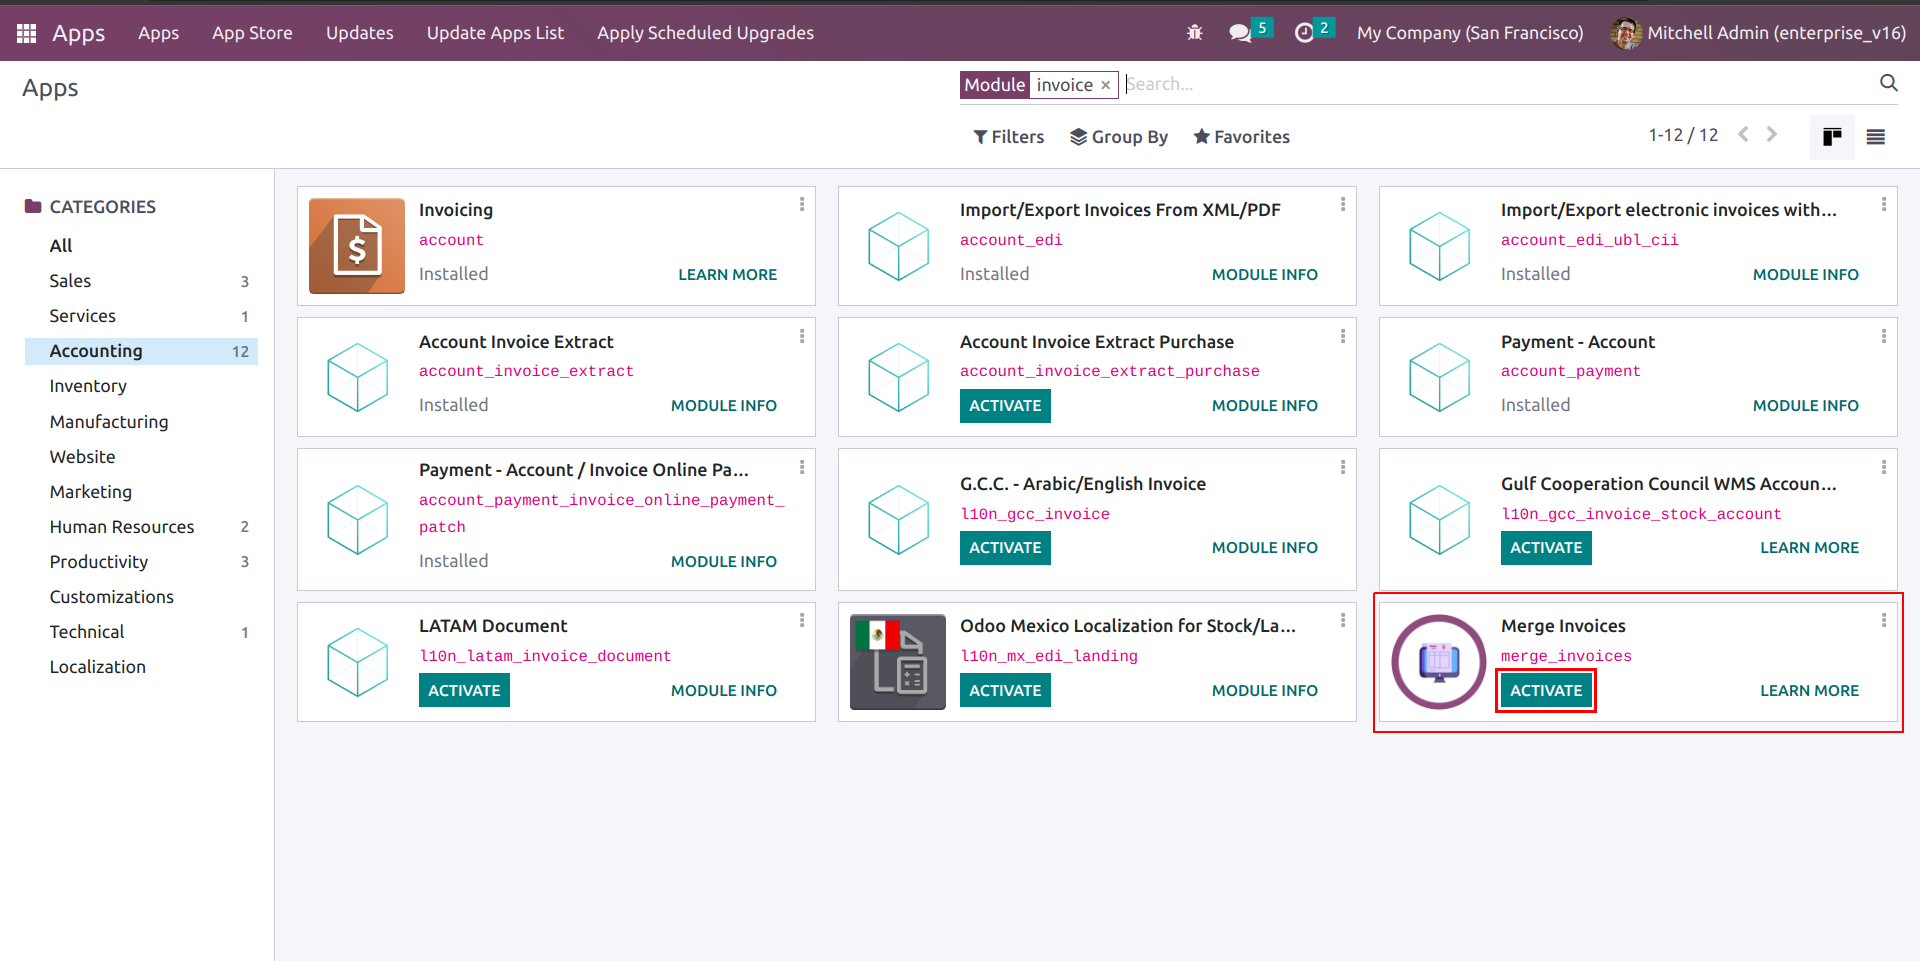 Apps Apps App Store Updates Update Apps List Apply Scheduled Upgrades 5 2 My Company (San Francisco) Mitchell Admin (enterprise_v16)
Apps Module invoice × Search...
Filters Group By Favorites 1-12 / 12
CATEGORIES
All
Sales 3
Services 1
Accounting 12
Inventory
Manufacturing
Website
Marketing
Human Resources 2
Productivity 3
Customizations
Technical 1
Localization
Invoicing
account
Installed LEARN MORE
Import/Export Invoices From XML/PDF
account_edi
Installed MODULE INFO
Import/Export electronic invoices with...
account_edi_ubl_cii
Installed MODULE INFO
Account Invoice Extract
account_invoice_extract
Installed MODULE INFO
Account Invoice Extract Purchase
account_invoice_extract_purchase
ACTIVATE MODULE INFO
Payment - Account
account_payment
Installed MODULE INFO
Payment - Account / Invoice Online Pa...
account_payment_invoice_online_payment_
patch
Installed MODULE INFO
G.C.C. - Arabic/English Invoice
l10n_gcc_invoice
ACTIVATE MODULE INFO
Gulf Cooperation Council WMS Accoun...
l10n_gcc_invoice_stock_account
ACTIVATE LEARN MORE
LATAM Document
l10n_latam_invoice_document
ACTIVATE MODULE INFO
Odoo Mexico Localization for Stock/La...
l10n_mx_edi_landing
ACTIVATE MODULE INFO
Merge Invoices
merge_invoices
ACTIVATE LEARN MORE